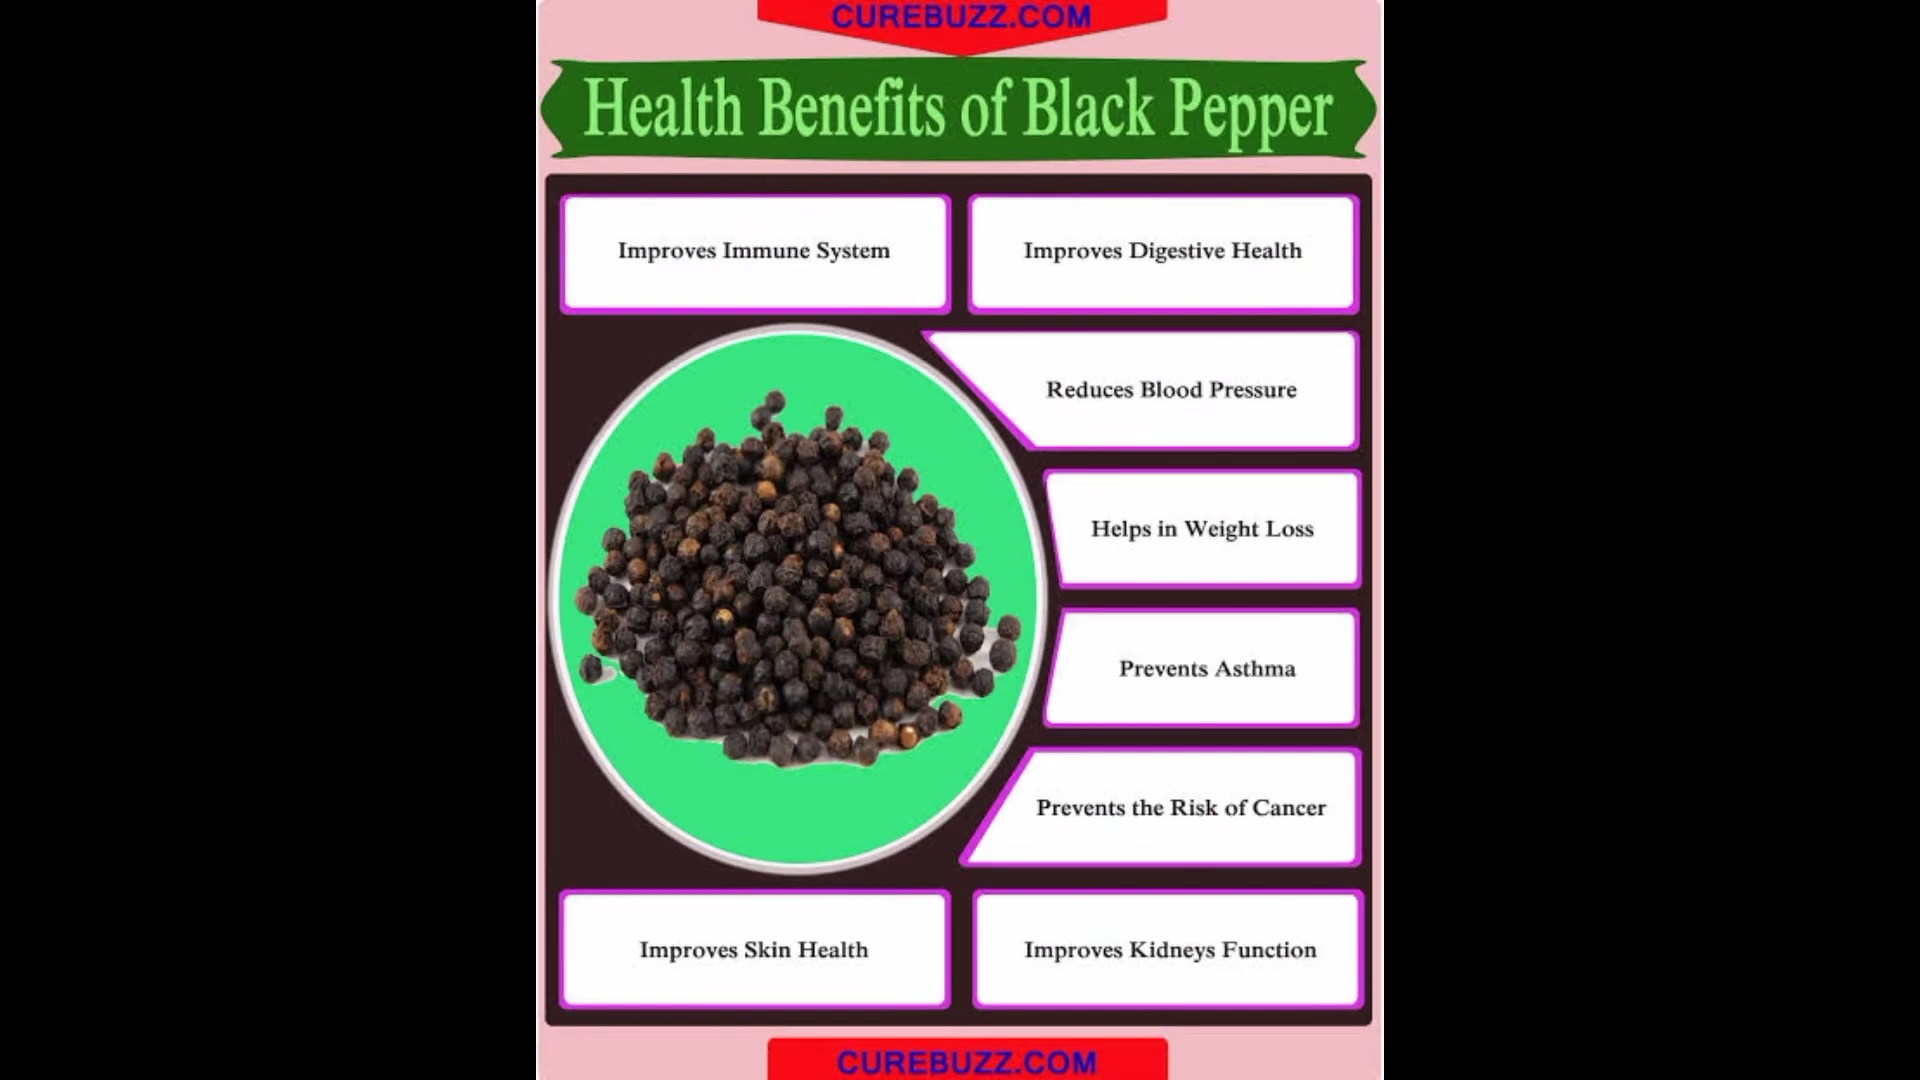 CUREBUZZ.COM
Health Benefits of Black Pepper
Improves Immune System
Improves Digestive Health
Reduces Blood Pressure
Helps in Weight Loss
Prevents Asthma
Prevents the Risk of Cancer
Improves Skin Health
Improves Kidneys Function
CUREBUZZ.COM